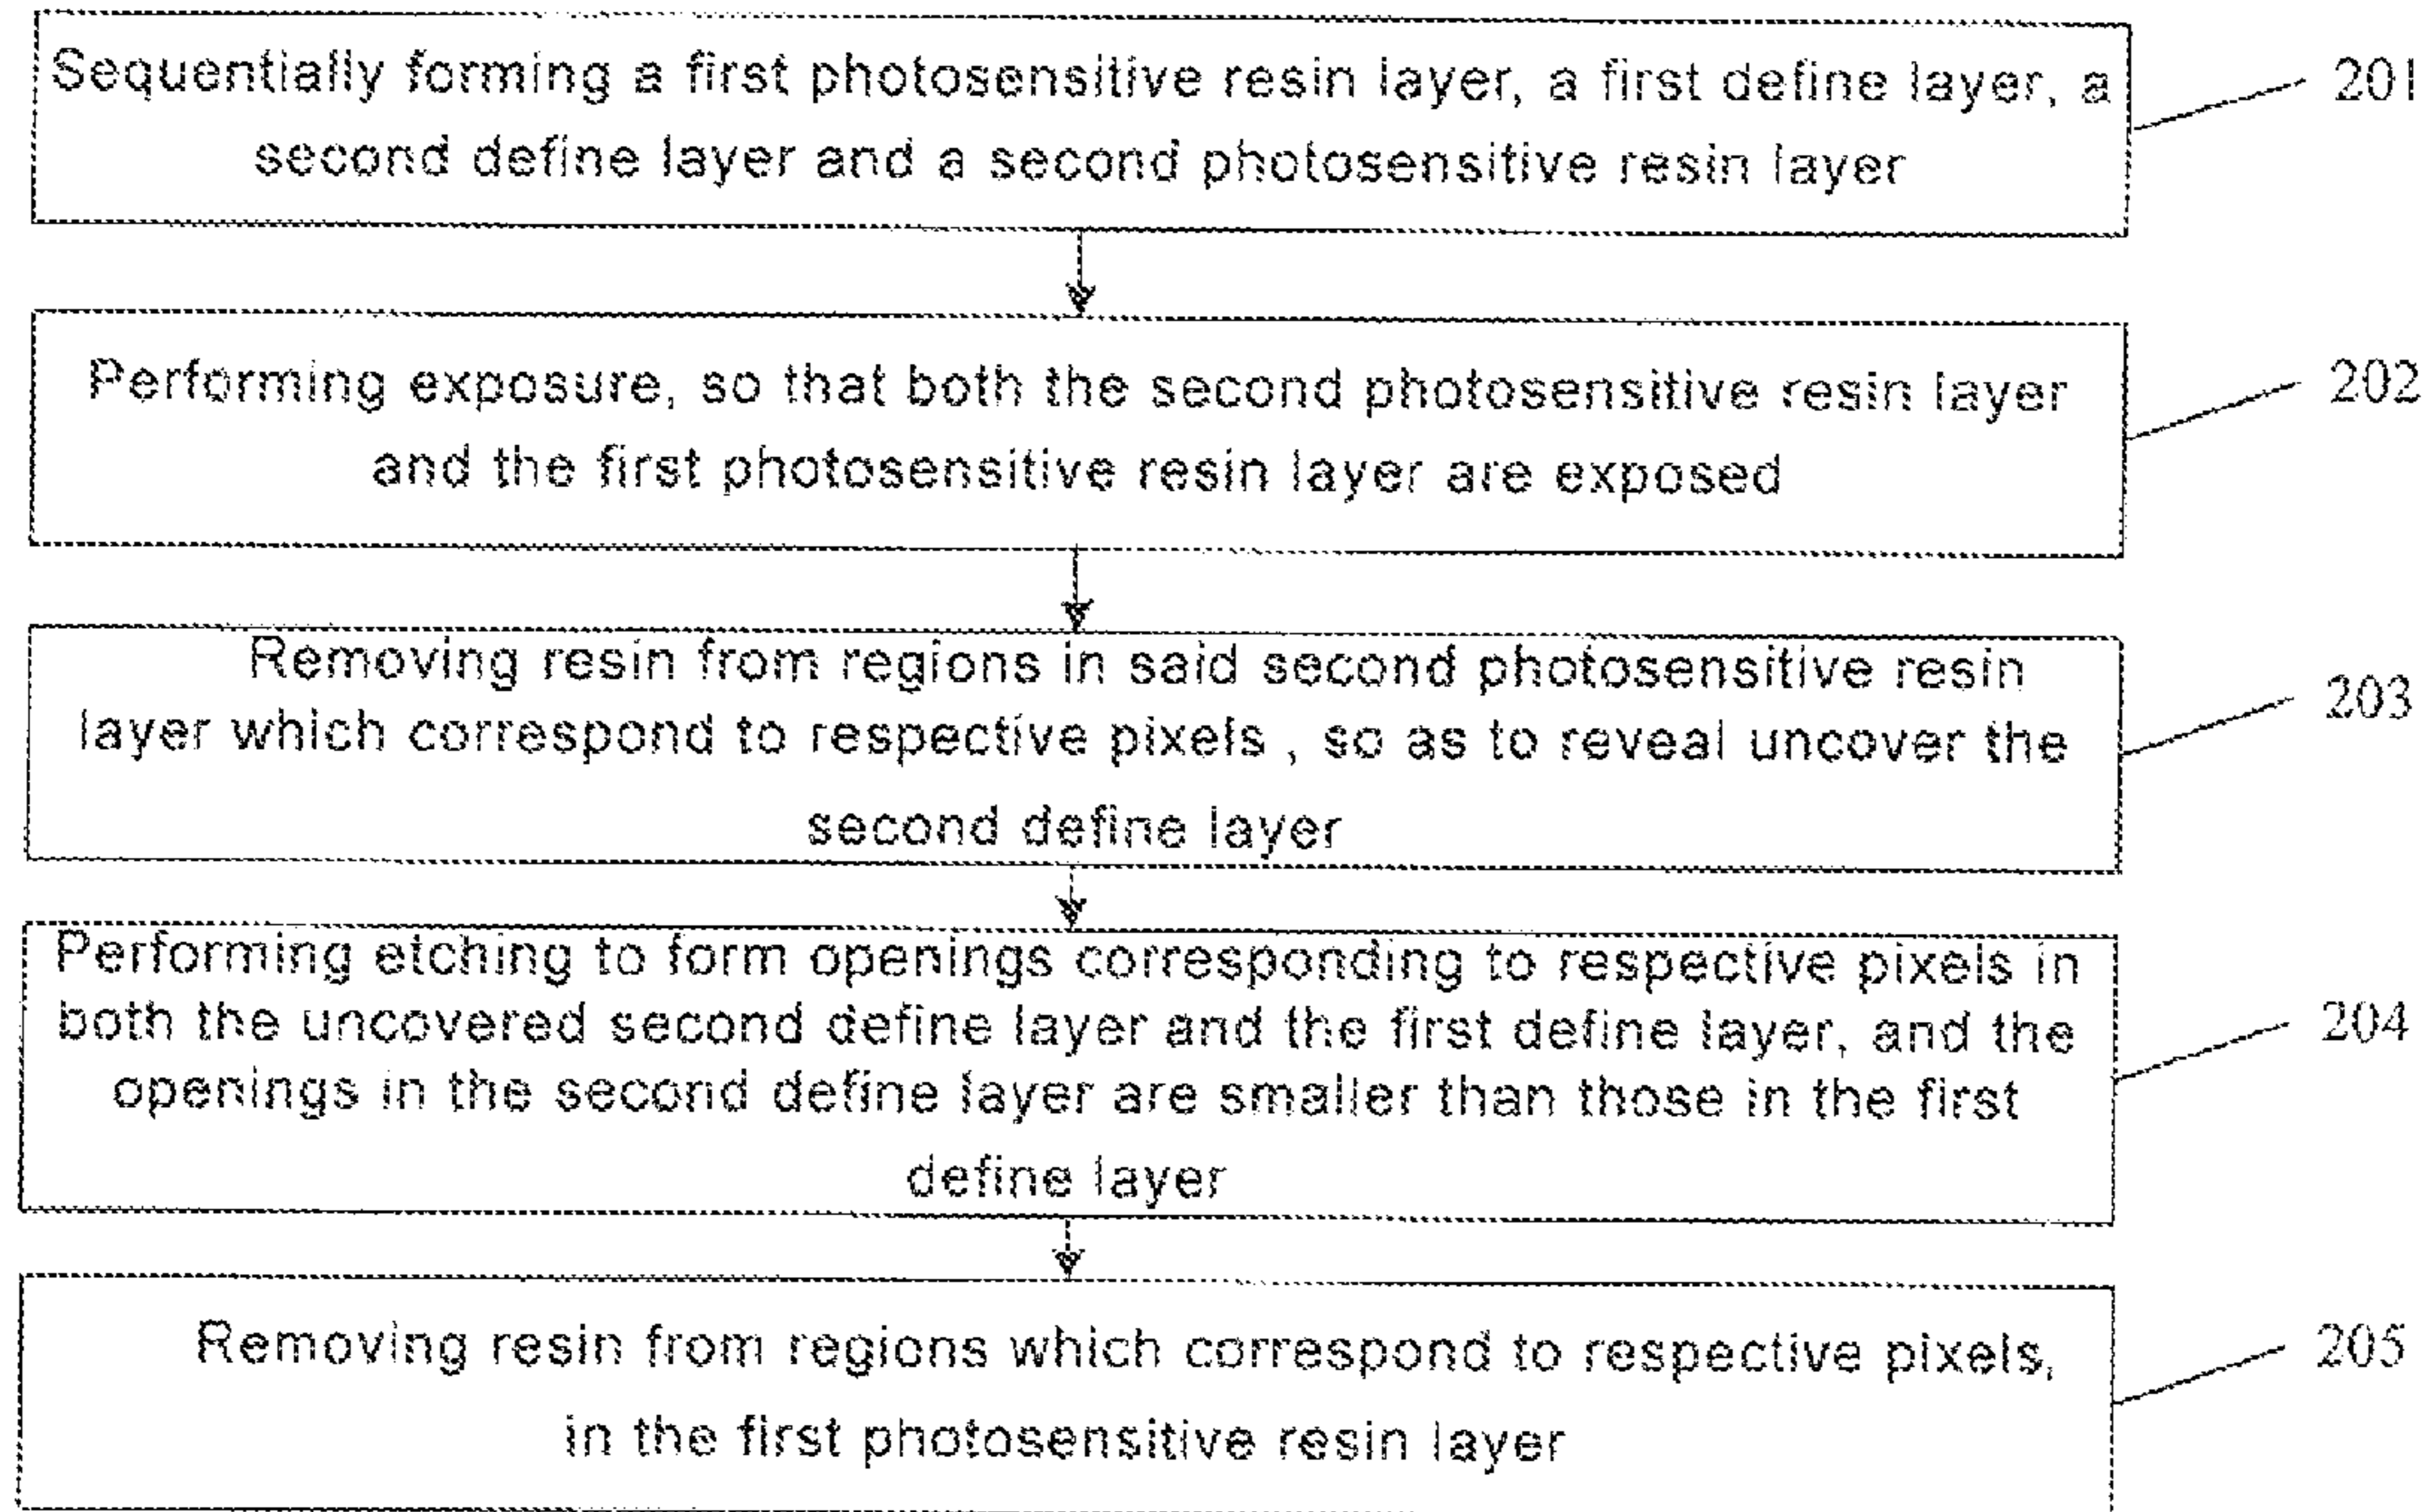 Sequentially forming a first photosensitive resin layer, a first define layer, a
second define layer and a second photosensitive resin layer
201
Performing exposure, so that both the second photosensitive resin layer
and the first photosensitive resin layer are exposed
202
Removing resin from regions in said second photosensitive resin
layer which correspond to respective pixels , so as to reveal uncover the
second define layer
203
Performing etching to form openings corresponding to respective pixels in
both the uncovered second define layer and the first define layer, and the
openings in the second define layer are smaller than those in the first
define layer
204
Removing resin from regions which correspond to respective pixels,
in the first photosensitive resin layer
205